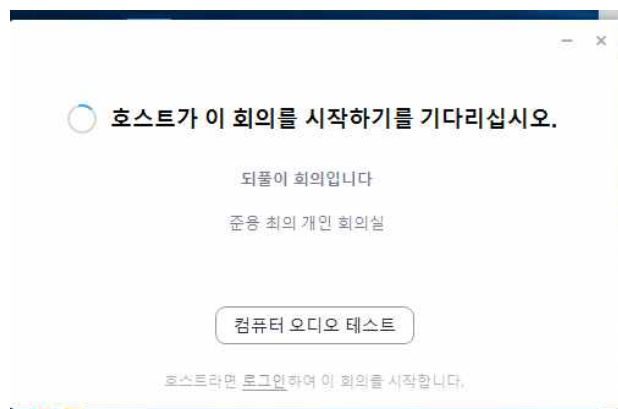 호스트가 이 회의를 시작하기를 기다리십시오.
되풀이 회의입니다
준용 최의 개인 회의실
컴퓨터 오디오 테스트
호스트라면 로그인하여 이 회의를 시작합니다.